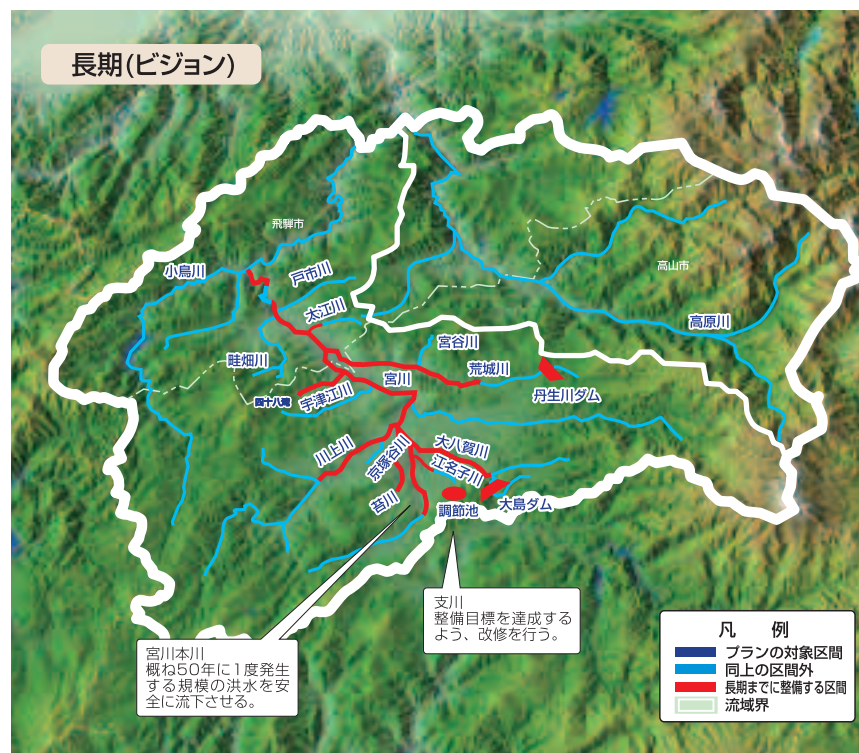 長期(ビジョン)
飛騨市
高山市
小鳥川
戸市川
太江川
高原川
宮谷川
畦畑川
宮川
荒城川
丹生川ダム
四十八滝
宇津江川
川上川
京塚谷川
大八賀川
江名子川
苔川
調節池
大島ダム
支川
整備目標を達成する
よう、改修を行う。
宮川本川
概ね50年に1度発生
する規模の洪水を安
全に流下させる。
凡 例
プランの対象区間
同上の区間外
長期までに整備する区間
流域界